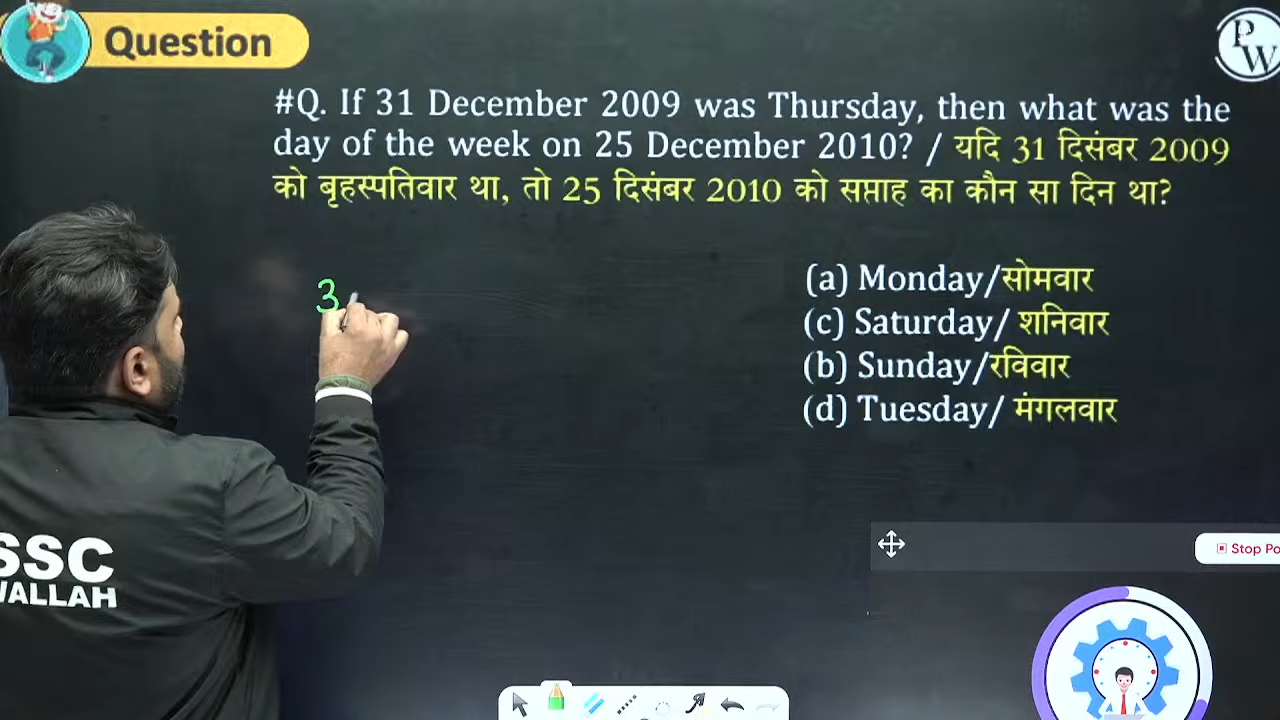 Question
PW
#Q. If 31 December 2009 was Thursday, then what was the
day of the week on 25 December 2010? / यदि 31 दिसंबर 2009
को बृहस्पतिवार था, तो 25 दिसंबर 2010 को सप्ताह का कौन सा दिन था?
3
(a) Monday/सोमवार
(c) Saturday/ शनिवार
(b) Sunday/रविवार
(d) Tuesday/ मंगलवार
SSC
WALLAH
Stop Po